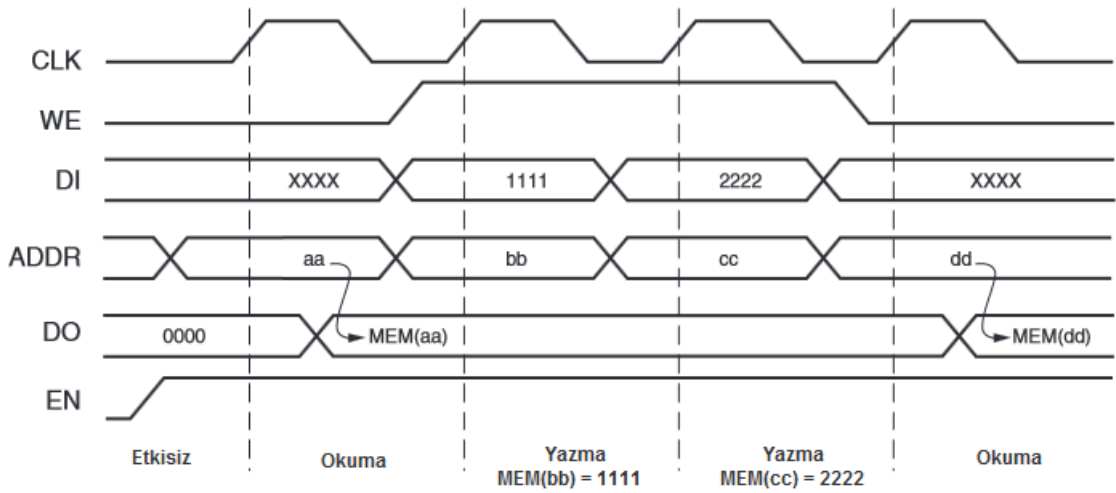 CLK
WE
DI XXXX 1111 2222 XXXX
ADDR aa bb cc dd
DO 0000 MEM(aa) MEM(dd)
EN
Etkisiz Okuma Yazma Yazma Okuma
MEM(bb) = 1111 MEM(cc) = 2222